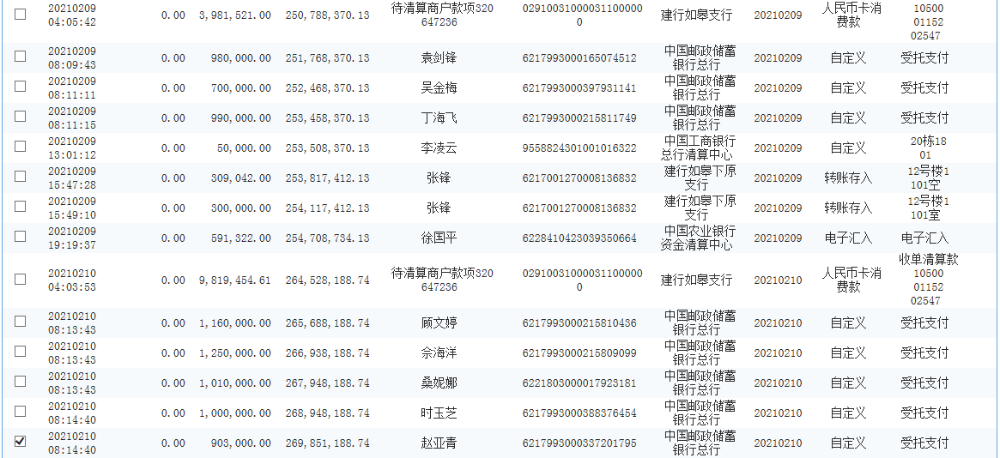 20210209 04:05:42 0.00 3,981,521.00 250,788,370.13 待清算商户款项320647236 02910031000031100000 建行如皋支行 20210209 人民币卡消费款 10500 01152 02547
20210209 08:09:43 0.00 980,000.00 251,768,370.13 袁剑锋 6217993000165074512 中国邮政储蓄银行总行 20210209 自定义 受托支付
20210209 08:11:11 0.00 700,000.00 252,468,370.13 吴金梅 6217993000397931141 中国邮政储蓄银行总行 20210209 自定义 受托支付
20210209 08:11:15 0.00 990,000.00 253,458,370.13 丁海飞 6217993000215811749 中国邮政储蓄银行总行 20210209 自定义 受托支付
20210209 13:01:12 0.00 50,000.00 253,508,370.13 李凌云 9558824301001016322 中国工商银行总行清算中心 20210209 自定义 20栋1801
20210209 15:47:28 0.00 309,042.00 253,817,412.13 张锋 6217001270008136832 建行如皋下原支行 20210209 转账存入 12号楼1101空
20210209 15:49:10 0.00 300,000.00 254,117,412.13 张锋 6217001270008136832 建行如皋下原支行 20210209 转账存入 12号楼1101室
20210209 19:19:37 0.00 591,322.00 254,708,734.13 徐国平 6228410423039350664 中国农业银行资金清算中心 20210209 电子汇入 电子汇入
20210210 04:03:53 0.00 9,819,454.61 264,528,188.74 待清算商户款项320647236 02910031000031100000 建行如皋支行 20210210 人民币卡消费款 收单清算款 10500 01152 02547
20210210 08:13:43 0.00 1,160,000.00 265,688,188.74 顾文婷 6217993000215810436 中国邮政储蓄银行总行 20210210 自定义 受托支付
20210210 08:13:43 0.00 1,250,000.00 266,938,188.74 佘海洋 6217993000215809099 中国邮政储蓄银行总行 20210210 自定义 受托支付
20210210 08:13:43 0.00 1,010,000.00 267,948,188.74 桑妮娜 6221803000017923181 中国邮政储蓄银行总行 20210210 自定义 受托支付
20210210 08:14:40 0.00 1,000,000.00 268,948,188.74 时玉芝 6217993000388376454 中国邮政储蓄银行总行 20210210 自定义 受托支付
20210210 08:14:40 0.00 903,000.00 269,851,188.74 赵亚青 6217993000337201795 中国邮政储蓄银行总行 20210210 自定义 受托支付